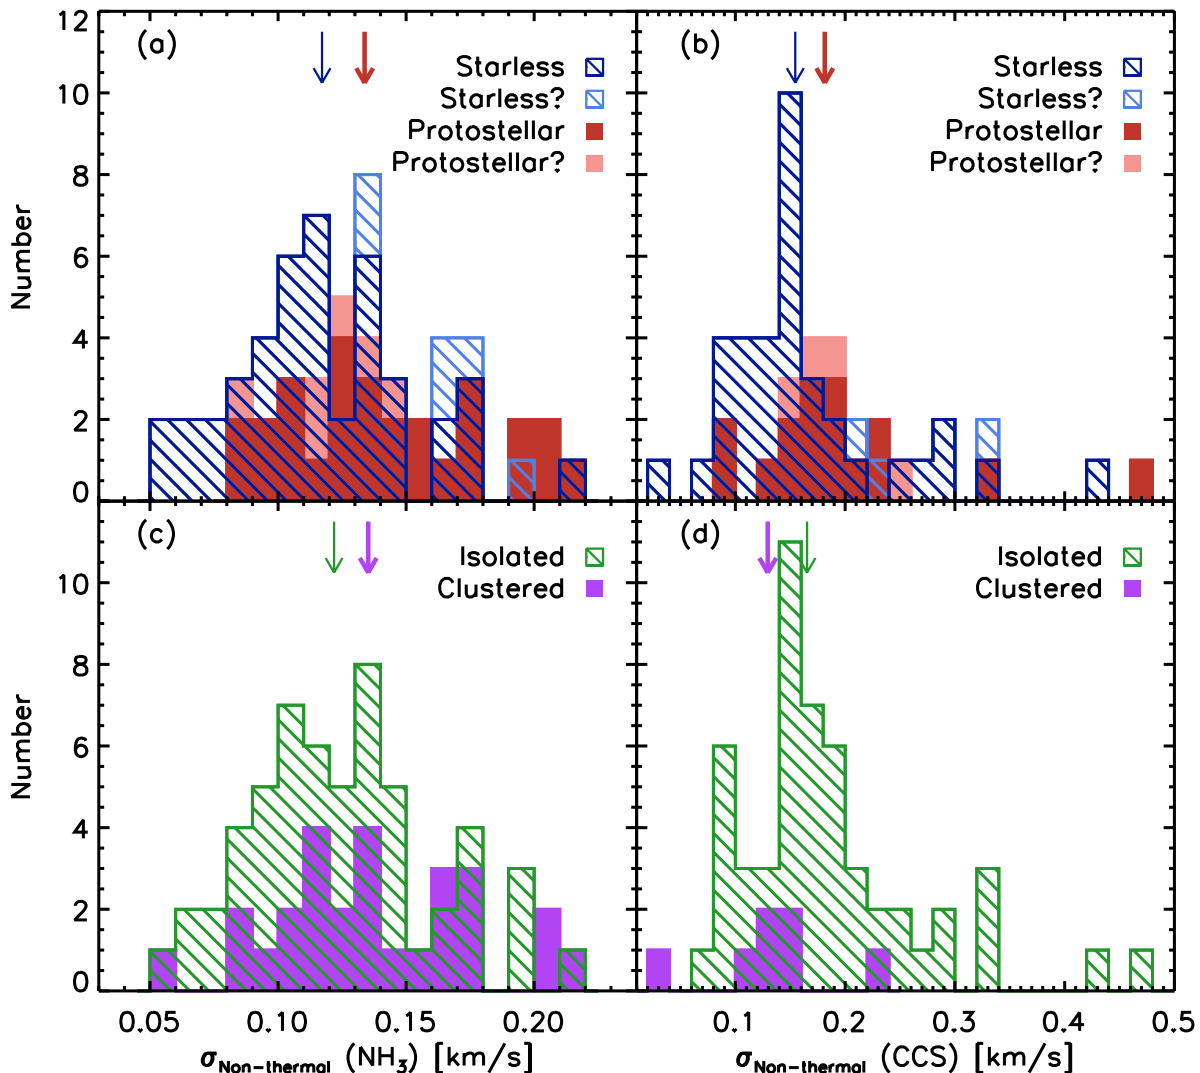 (a)
Starless
Starless?
Protostellar
Protostellar?
12
10
8
6
4
2
0
Number
(b)
Starless
Starless?
Protostellar
Protostellar?
(c)
Isolated
Clustered
10
8
6
4
2
0
Number
(d)
Isolated
Clustered
0.05 0.10 0.15 0.20
σNon-thermal (NH3) [km/s]
0.1 0.2 0.3 0.4 0.5
σNon-thermal (CCS) [km/s]